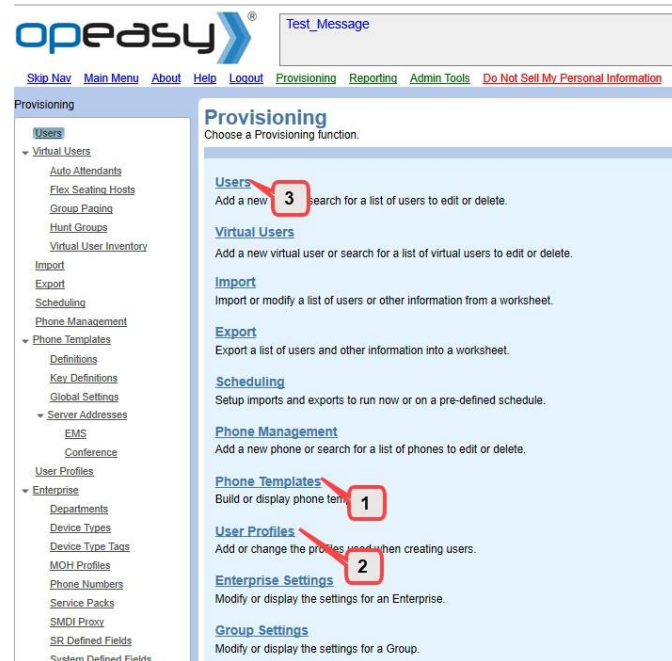 opeasy®
Test_Message
Skip Nav Main Menu About Help Logout Provisioning Reporting Admin Tools Do Not Sell My Personal Information
Provisioning
Users
Virtual Users
Auto Attendants
Flex Seating Hosts
Group Paging
Hunt Groups
Virtual User Inventory
Import
Export
Scheduling
Phone Management
Phone Templates
Definitions
Key Definitions
Global Settings
Server Addresses
EMS
Conference
User Profiles
Enterprise
Departments
Device Types
Device Type Tags
MOH Profiles
Phone Numbers
Service Packs
SMDI Proxy
SR Defined Fields
System Defined Fields
Provisioning
Choose a Provisioning function.
Users
3
Add a new search for a list of users to edit or delete.
Virtual Users
Add a new virtual user or search for a list of virtual users to edit or delete.
Import
Import or modify a list of users or other information from a worksheet.
Export
Export a list of users and other information into a worksheet.
Scheduling
Setup imports and exports to run now or on a pre-defined schedule.
Phone Management
Add a new phone or search for a list of phones to edit or delete.
Phone Templates
Build or display phone
1
User Profiles
Add or change the profiles used when creating users.
2
Enterprise Settings
Modify or display the settings for an Enterprise.
Group Settings
Modify or display the settings for a Group.